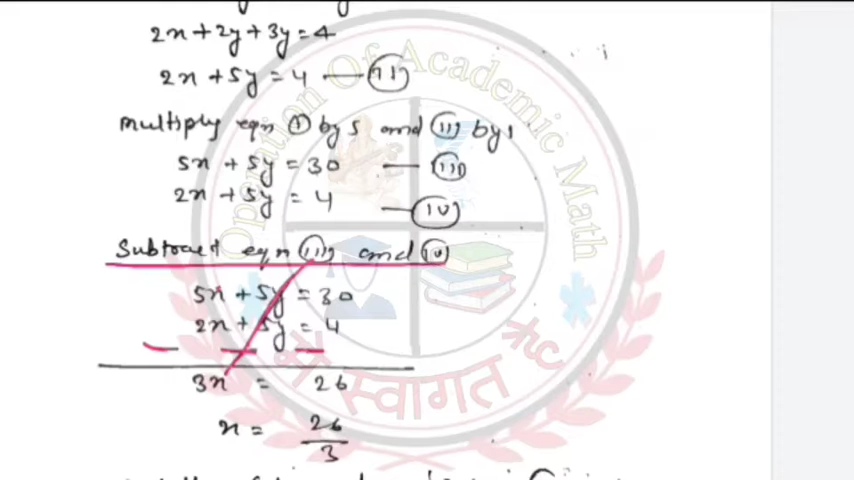 2x+2y+3y=4
2x+5y=4 — (ii)
multiply eqn (i) by 5 and (ii) by 1
5x+5y=30 — (iii)
2x+5y=4 — (iv)
Subtract eqn (iii) and (iv)
5x+5y=30
2x+5y=4
3x = 26
x = 26/3
Operation Of Academic Math
में स्वागत